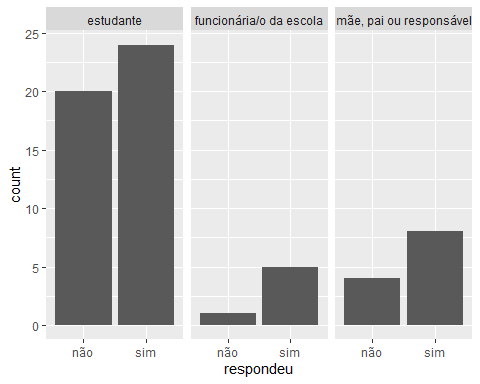 estudante
funcionária/o da escola
mãe, pai ou responsável
25
20
15
10
5
0
count
não
sim
não
sim
não
sim
respondeu